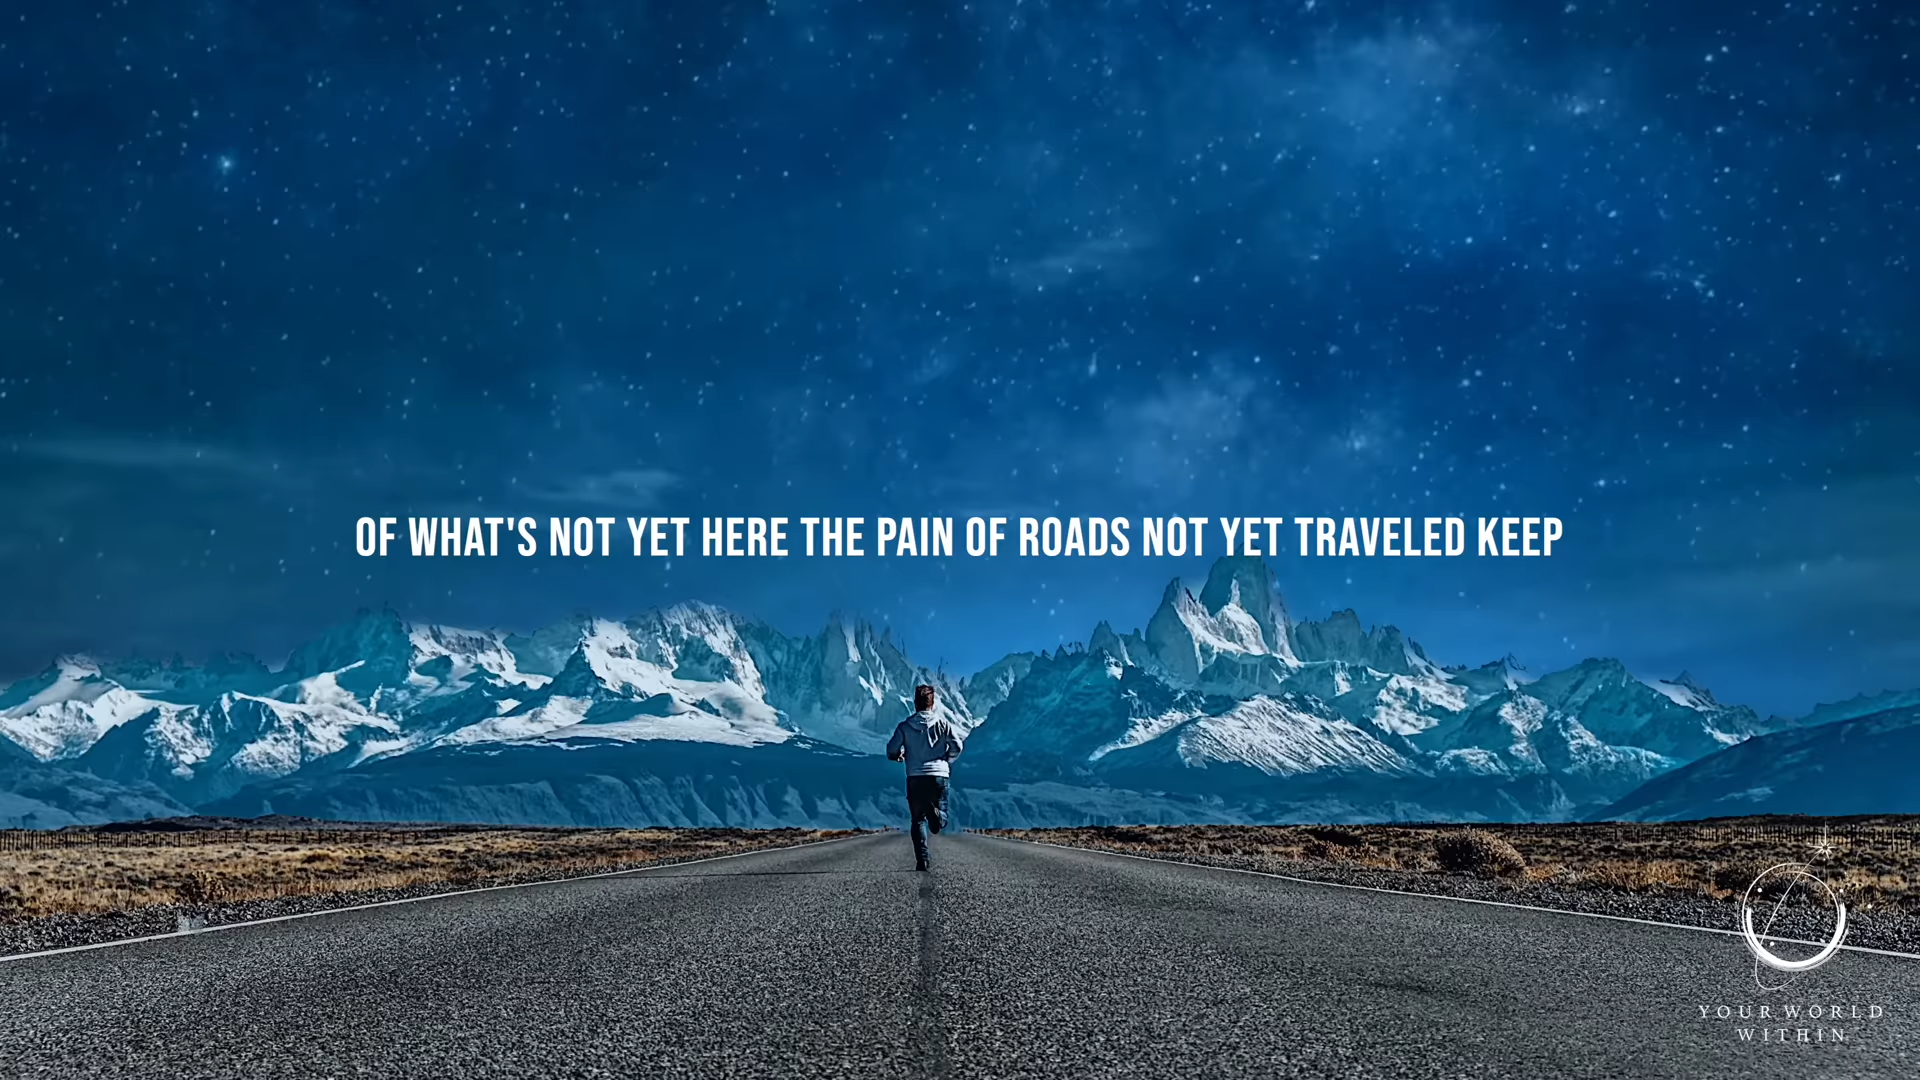 OF WHAT'S NOT YET HERE THE PAIN OF ROADS NOT YET TRAVELED KEEP
YOUR WORLD
WITHIN